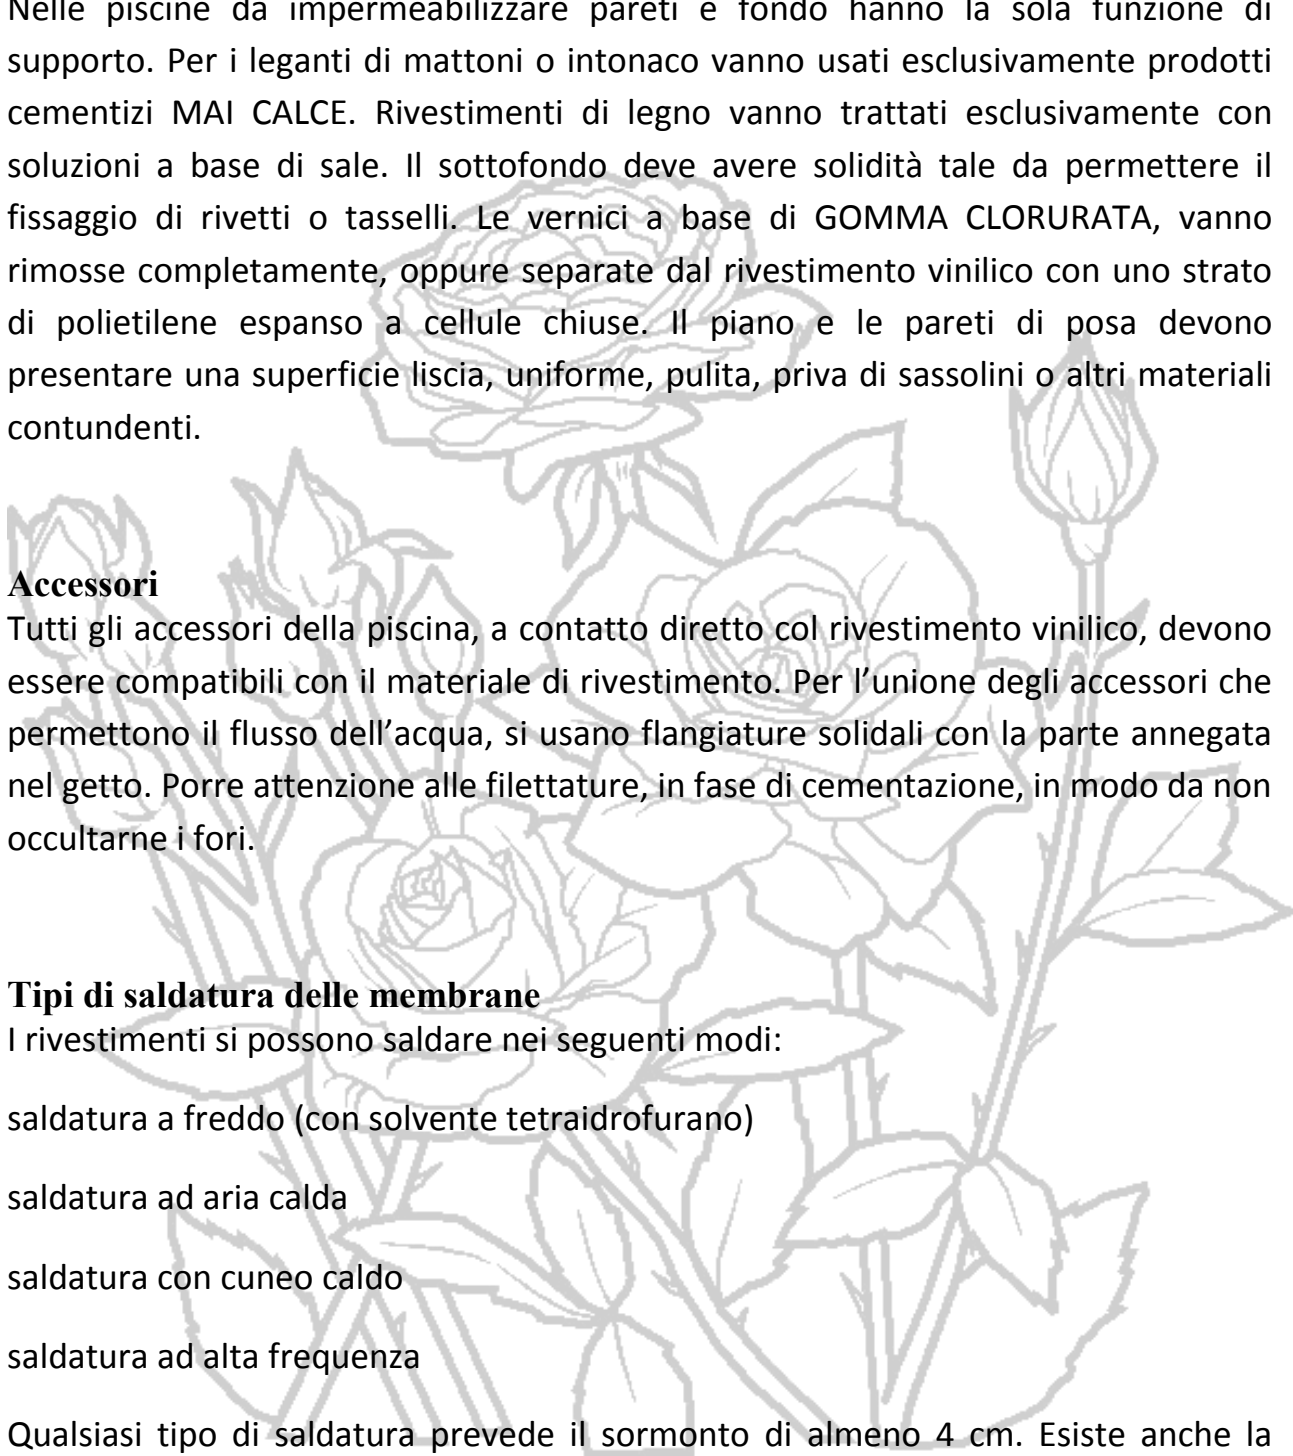 Nelle piscine da impermeabilizzare pareti e fondo hanno la sola funzione di
supporto. Per i leganti di mattoni o intonaco vanno usati esclusivamente prodotti
cementizi MAI CALCE. Rivestimenti di legno vanno trattati esclusivamente con
soluzioni a base di sale. Il sottofondo deve avere solidità tale da permettere il
fissaggio di rivetti o tasselli. Le vernici a base di GOMMA CLORURATA, vanno
rimosse completamente, oppure separate dal rivestimento vinilico con uno strato
di polietilene espanso a cellule chiuse. Il piano e le pareti di posa devono
presentare una superficie liscia, uniforme, pulita, priva di sassolini o altri materiali
contundenti.
Accessori
Tutti gli accessori della piscina, a contatto diretto col rivestimento vinilico, devono
essere compatibili con il materiale di rivestimento. Per l’unione degli accessori che
permettono il flusso dell’acqua, si usano flangiature solidali con la parte annegata
nel getto. Porre attenzione alle filettature, in fase di cementazione, in modo da non
occultarne i fori.
Tipi di saldatura delle membrane
I rivestimenti si possono saldare nei seguenti modi:
saldatura a freddo (con solvente tetraidrofurano)
saldatura ad aria calda
saldatura con cuneo caldo
saldatura ad alta frequenza
Qualsiasi tipo di saldatura prevede il sormonto di almeno 4 cm. Esiste anche la